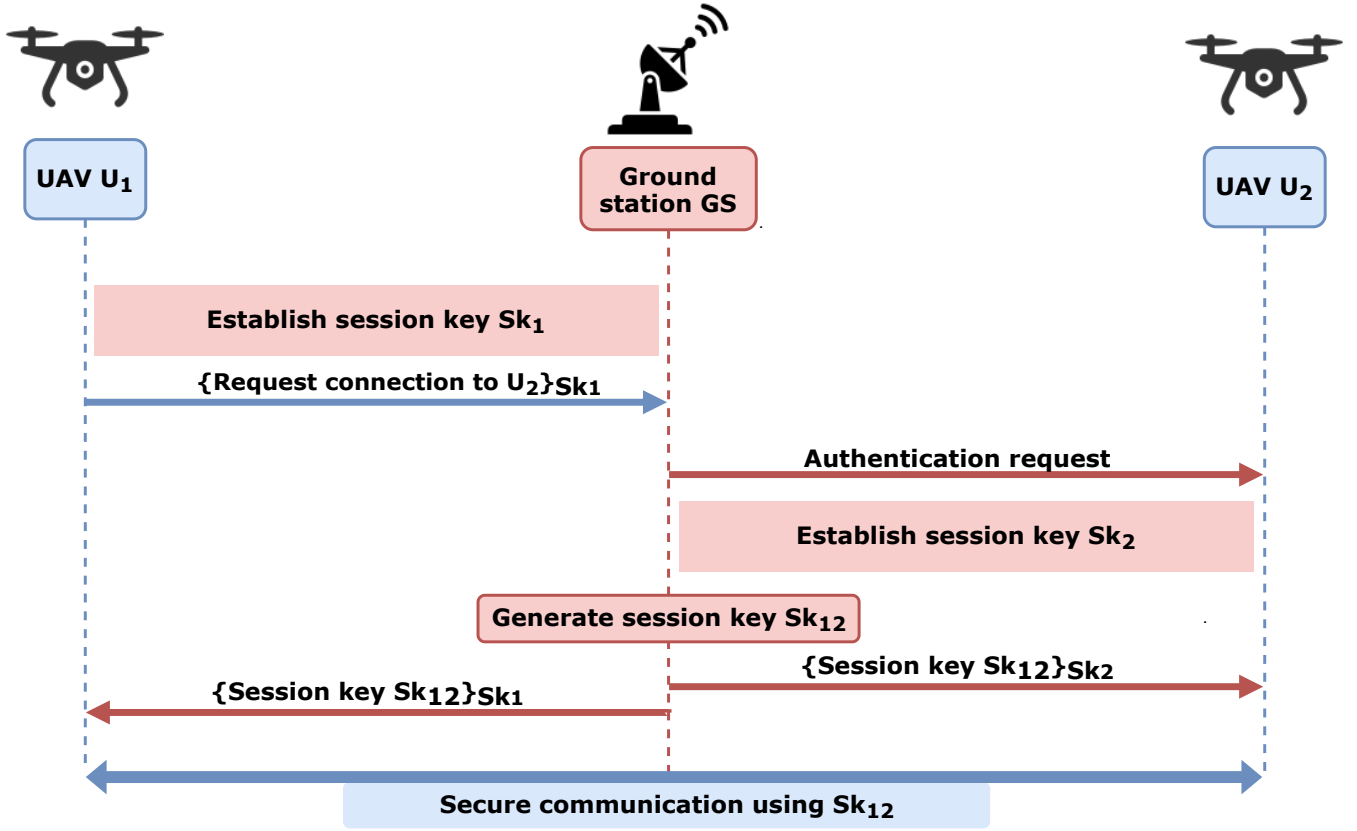 UAV U₁
Ground
station GS
UAV U₂
Establish session key Sk₁
{Request connection to U₂}Sk₁
Authentication request
Establish session key Sk₂
Generate session key Sk₁₂
{Session key Sk₁₂}Sk₂
{Session key Sk₁₂}Sk₁
Secure communication using Sk₁₂